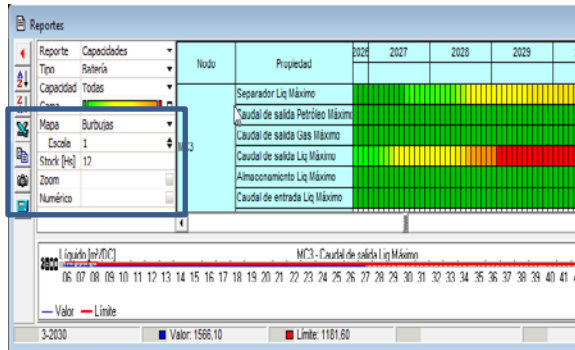 Reportes
Reporte Capacidades
Tipo Batería
Capacidad Todas
Gama
Mapa Burbujas
Escala 1
Stock [Hs] 12
Zoom
Numérico
Nodo Propiedad 2026 2027 2028 2029
Separador Liq Máximo
Caudal de salida Petróleo Máximo
Caudal de salida Gas Máximo
MC3 Caudal de salida Liq Máximo
Almacenamiento Liq Máximo
Caudal de entrada Liq Máximo
Líquido [m³/DC] MC3 - Caudal de salida Liq Máximo
06 07 08 09 10 11 12 13 14 15 16 17 18 19 20 21 22 23 24 25 26 27 28 29 30 31 32 33 34 35 36 37 38 39 40 41
Valor Límite
3-2030 Valor: 1566,10 Límite: 1181,60